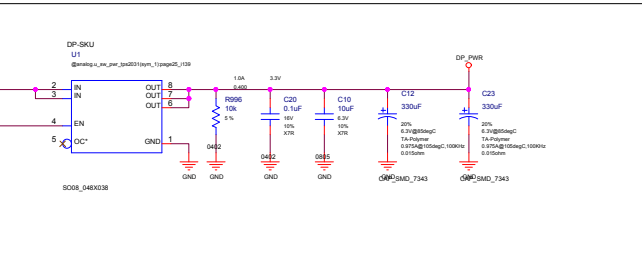 DP-SKU
U1
@analog.u_sw_pwr_tps2031(sym_1):page25_i139
2 IN
3 IN
4 EN
5 OC*
OUT 8
OUT 7
OUT 6
GND 1
SO08_048X038
GND
1.0A 3.3V
0.400
R996
10k
5 %
0402
GND
C20
0.1uF
16V
10%
X7R
0402
GND
C10
10uF
6.3V
10%
X7R
0805
GND
C12
330uF
20%
6.3V@85degC
TA-Polymer
0.975A@105degC,100KHz
0.015ohm
CAP_SMD_7343
GND
DP_PWR
C23
330uF
20%
6.3V@85degC
TA-Polymer
0.975A@105degC,100KHz
0.015ohm
CAP_SMD_7343
GND